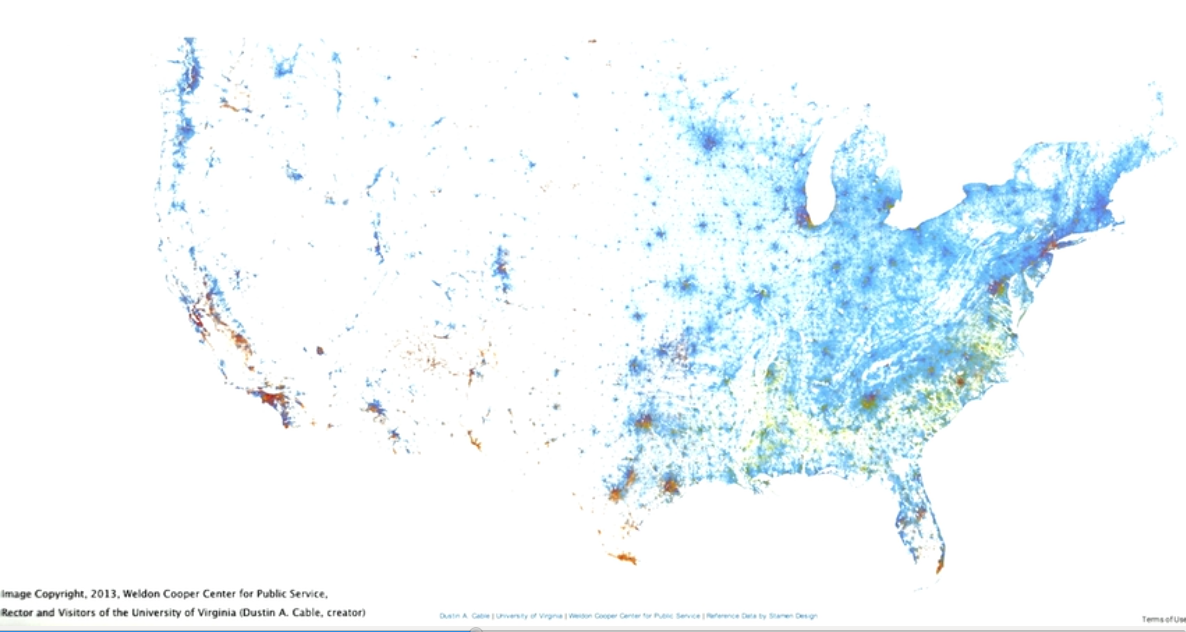 Image Copyright, 2013, Weldon Cooper Center for Public Service,
Rector and Visitors of the University of Virginia (Dustin A. Cable, creator)
Dustin A. Cable | University of Virginia | Weldon Cooper Center for Public Service | Reference Data by Stamen Design
Terms of Use